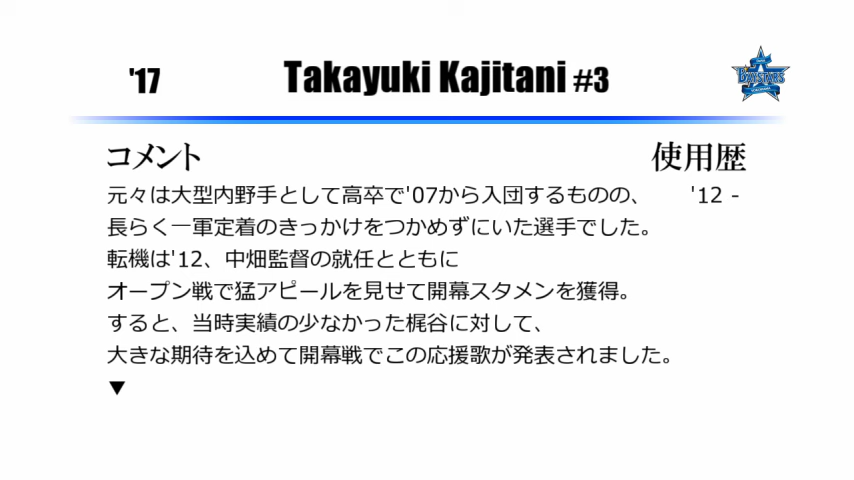 '17 Takayuki Kajitani #3
BAYSTARS
コメント 使用歴
元々は大型内野手として高卒で'07から入団するものの、 '12 -
長らく一軍定着のきっかけをつかめずにいた選手でした。
転機は'12、中畑監督の就任とともに
オープン戦で猛アピールを見せて開幕スタメンを獲得。
すると、当時実績の少なかった梶谷に対して、
大きな期待を込めて開幕戦でこの応援歌が発表されました。
▼